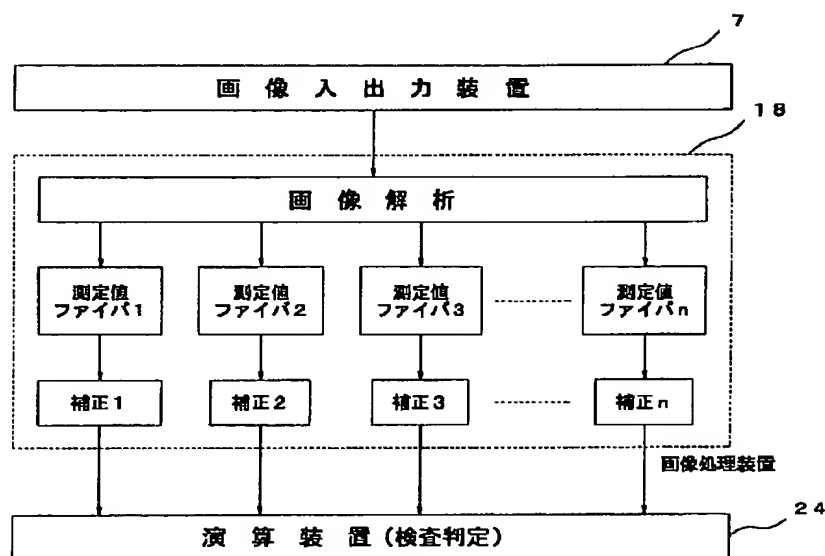 7
画像入出力装置
18
画像解析
測定値
ファイバ1
測定値
ファイバ2
測定値
ファイバ3
測定値
ファイバn
補正1
補正2
補正3
補正n
画像処理装置
24
演算装置(検査判定)